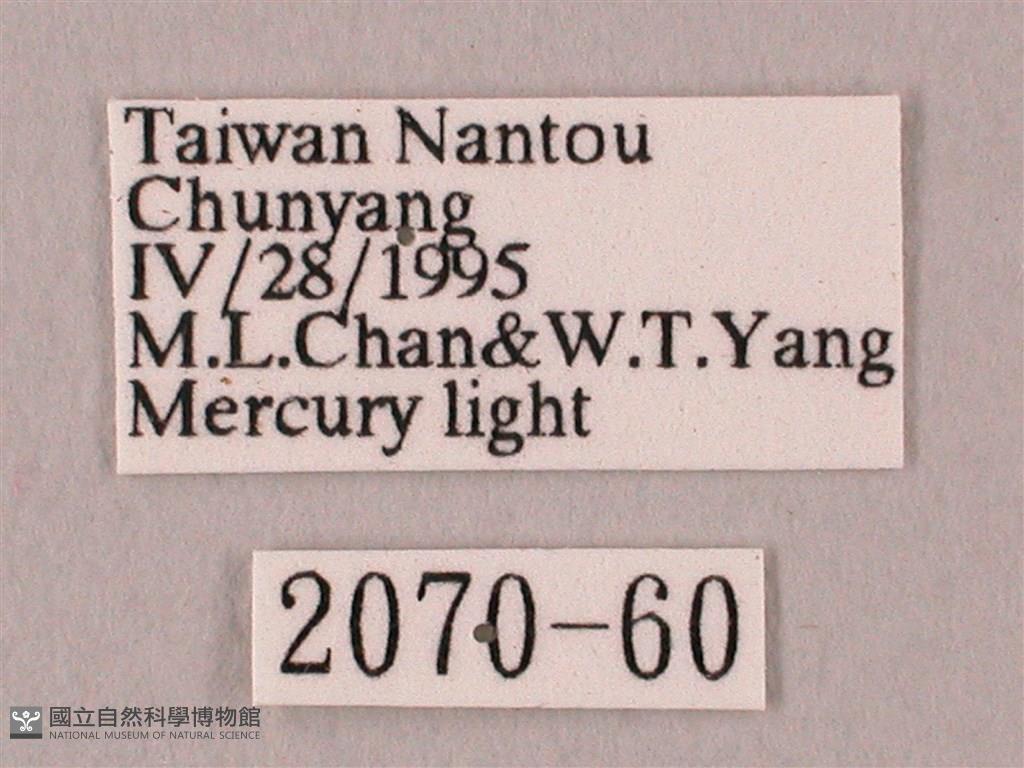 Taiwan Nantou
Chunyang
IV/28/1995
M.L.Chan&W.T.Yang
Mercury light
2070-60
國立自然科學博物館
NATIONAL MUSEUM OF NATURAL SCIENCE